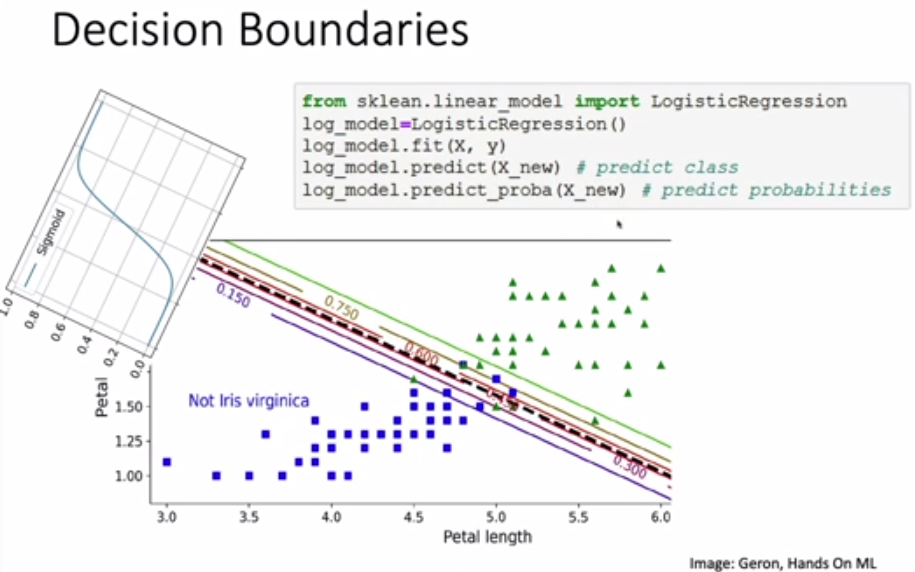 Decision Boundaries
from sklean.linear_model import LogisticRegression
log_model=LogisticRegression()
log_model.fit(X, y)
log_model.predict(X_new) # predict class
log_model.predict_proba(X_new) # predict probabilities
Sigmoid
1.0
0.8
0.6
0.4
0.2
0.0
0.150
0.750
0.600
0.300
Not Iris virginica
Petal
1.50
1.25
1.00
3.0 3.5 4.0 4.5 5.0 5.5 6.0
Petal length
Image: Geron, Hands On ML